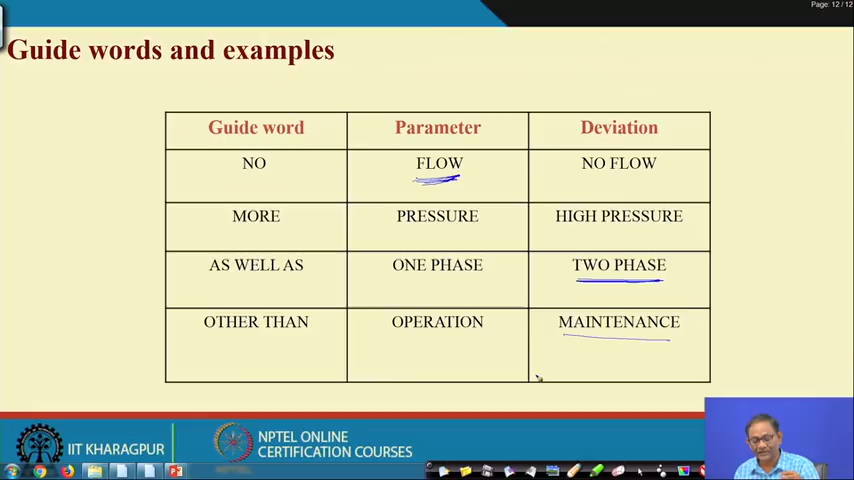 Page: 12 / 12
Guide words and examples
Guide word Parameter Deviation
NO FLOW NO FLOW
MORE PRESSURE HIGH PRESSURE
AS WELL AS ONE PHASE TWO PHASE
OTHER THAN OPERATION MAINTENANCE
IIT KHARAGPUR
NPTEL ONLINE
CERTIFICATION COURSES